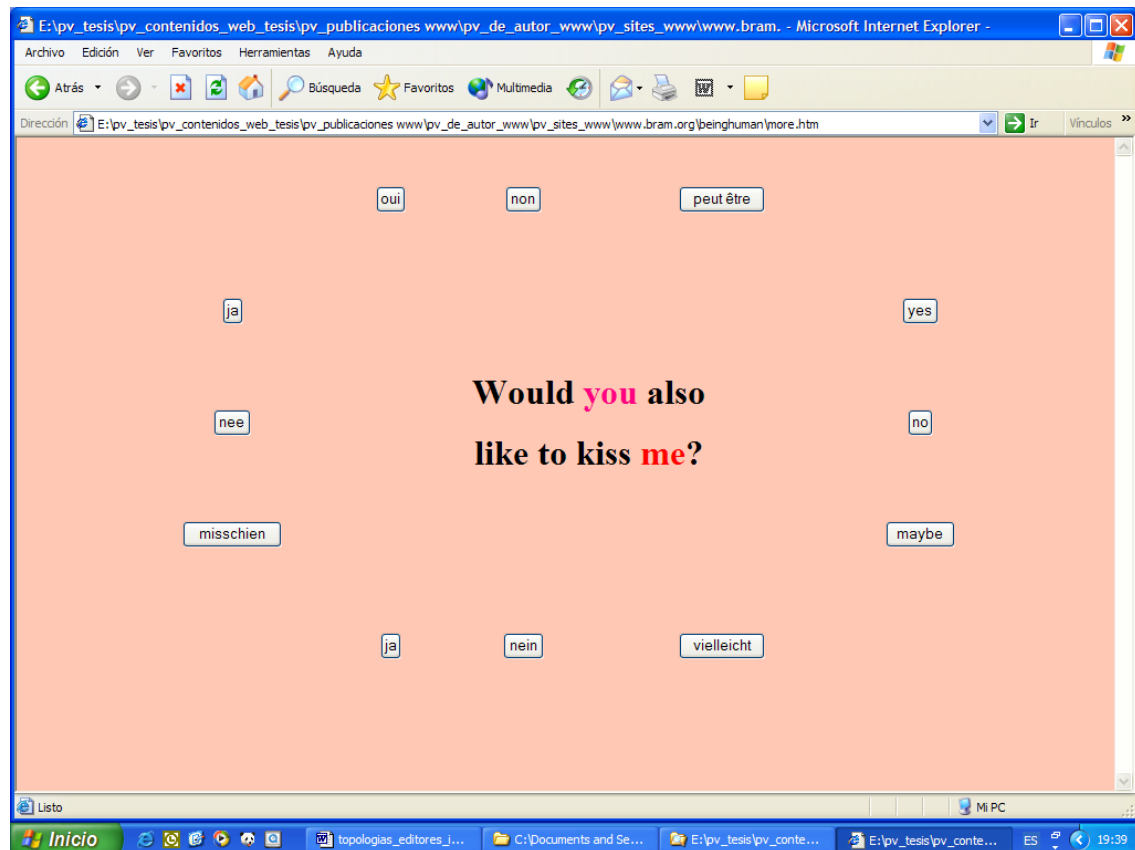 E:\pv_tesis\pv_contenidos_web_tesis\pv_publicaciones www\pv_de_autor_www\pv_sites_www\www.bram. - Microsoft Internet Explorer -
Archivo Edición Ver Favoritos Herramientas Ayuda
Atrás Búsqueda Favoritos Multimedia
Dirección E:\pv_tesis\pv_contenidos_web_tesis\pv_publicaciones www\pv_de_autor_www\pv_sites_www\www.bram.org\beinghuman\more.htm Ir Vínculos »
oui non peut être
ja yes
Would you also
nee no
like to kiss me?
misschien maybe
ja nein vielleicht
Listo Mi PC
Inicio topologias_editores_j... C:\Documents and Se... E:\pv_tesis\pv_conte... E:\pv_tesis\pv_conte... ES 19:39